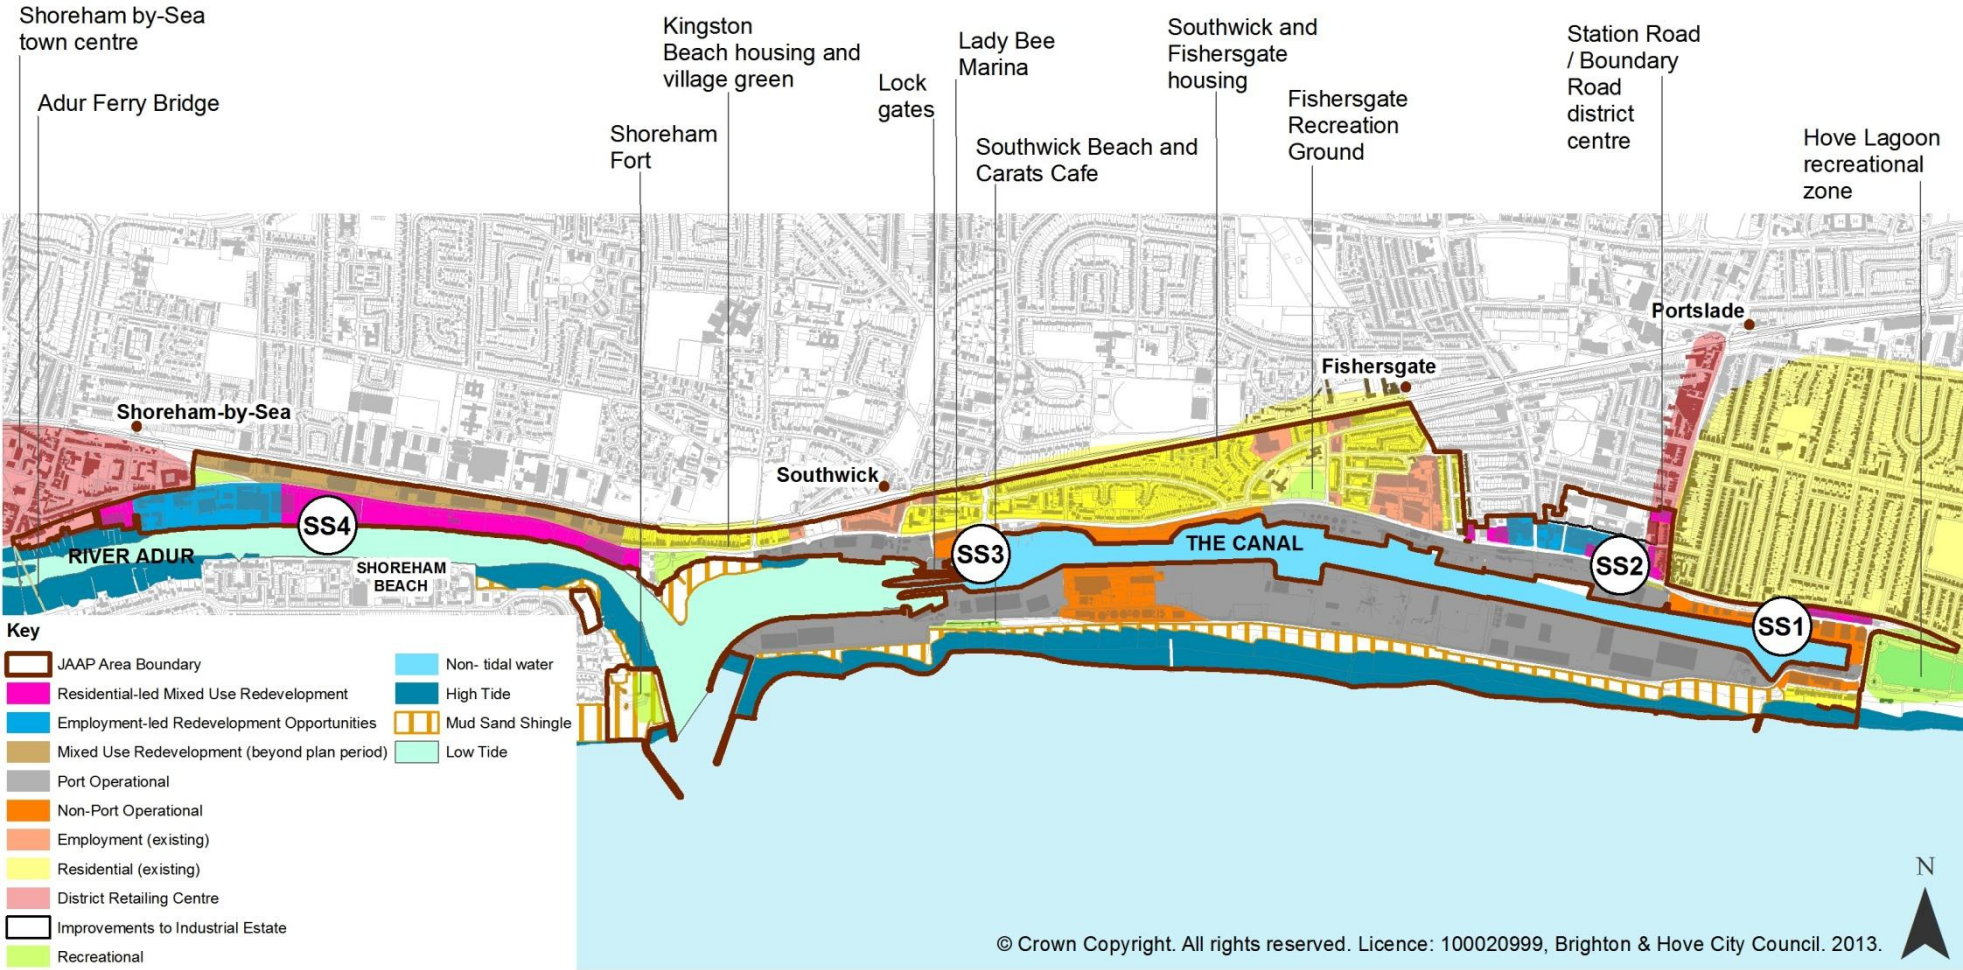 Shoreham by-Sea
town centre
Adur Ferry Bridge
Kingston
Beach housing and
village green
Shoreham
Fort
Lock
gates
Lady Bee
Marina
Southwick Beach and
Carats Cafe
Southwick and
Fishersgate
housing
Fishersgate
Recreation
Ground
Station Road
/ Boundary
Road
district
centre
Hove Lagoon
recreational
zone
Portslade
Fishersgate
Shoreham-by-Sea
Southwick
SS4
SS3
THE CANAL
SS2
SS1
RIVER ADUR
SHOREHAM
BEACH
Key
JAAP Area Boundary
Residential-led Mixed Use Redevelopment
Employment-led Redevelopment Opportunities
Mixed Use Redevelopment (beyond plan period)
Port Operational
Non-Port Operational
Employment (existing)
Residential (existing)
District Retailing Centre
Improvements to Industrial Estate
Recreational
Non- tidal water
High Tide
Mud Sand Shingle
Low Tide
N
© Crown Copyright. All rights reserved. Licence: 100020999, Brighton & Hove City Council. 2013.